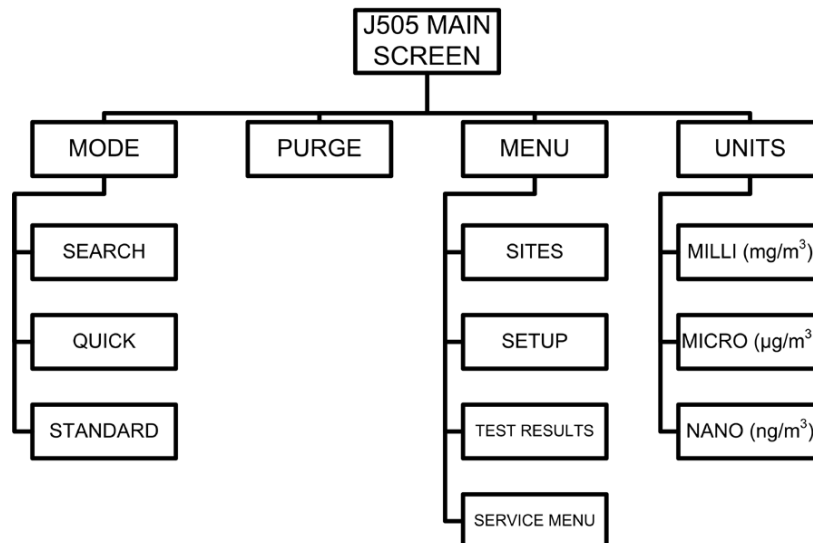 J505 MAIN
SCREEN
MODE
PURGE
MENU
UNITS
SEARCH
SITES
MILLI (mg/m³)
QUICK
SETUP
MICRO (µg/m³
STANDARD
TEST RESULTS
NANO (ng/m³)
SERVICE MENU